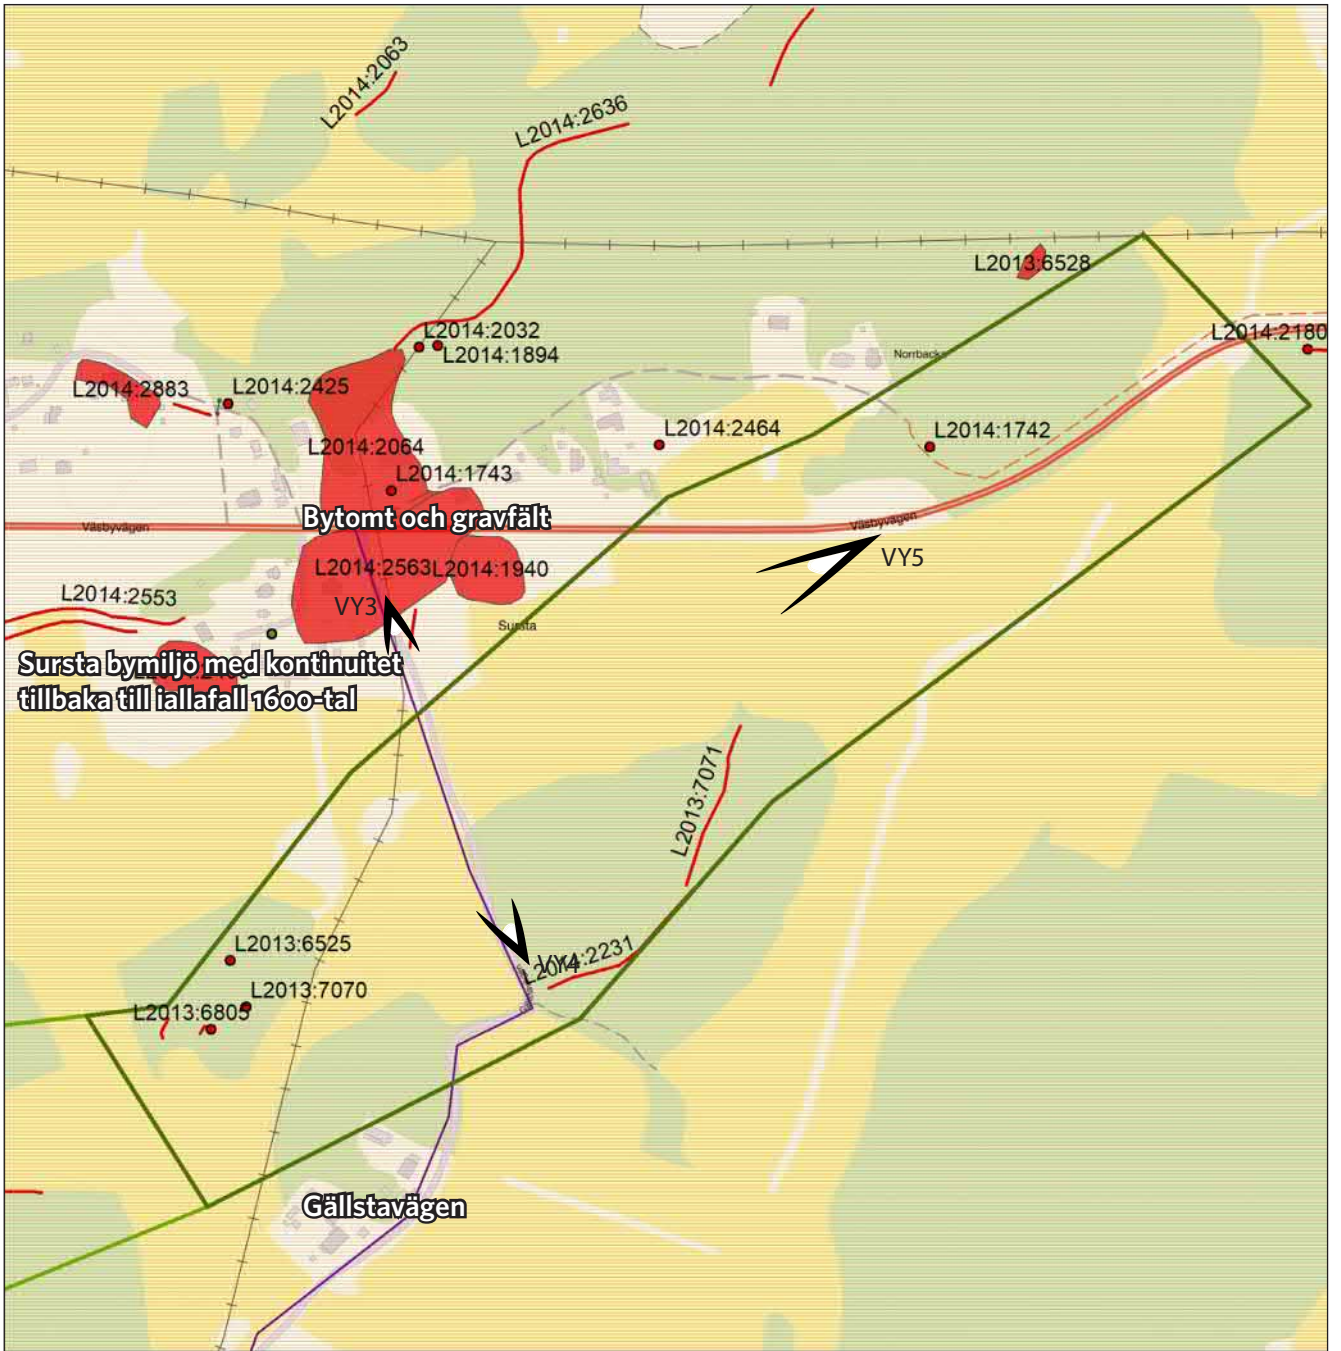 L2014:2063
L2014:2636
L2013:6528
L2014:2180
L2014:2032
L2014:1894
Norrbacka
L2014:2883
L2014:2425
L2014:2064
L2014:2464
L2014:1742
L2014:1743
Bytomt och gravfält
Väsbyvägen
Väsbyvägen
VY5
L2014:2563
L2014:1940
L2014:2553
VY3
Sursta
Sursta bymiljö med kontinuitet
tillbaka till iallafall 1600-tal
L2013:7071
L2013:6525
VY4
L2014:2231
L2013:7070
L2013:6805
Gällstavägen